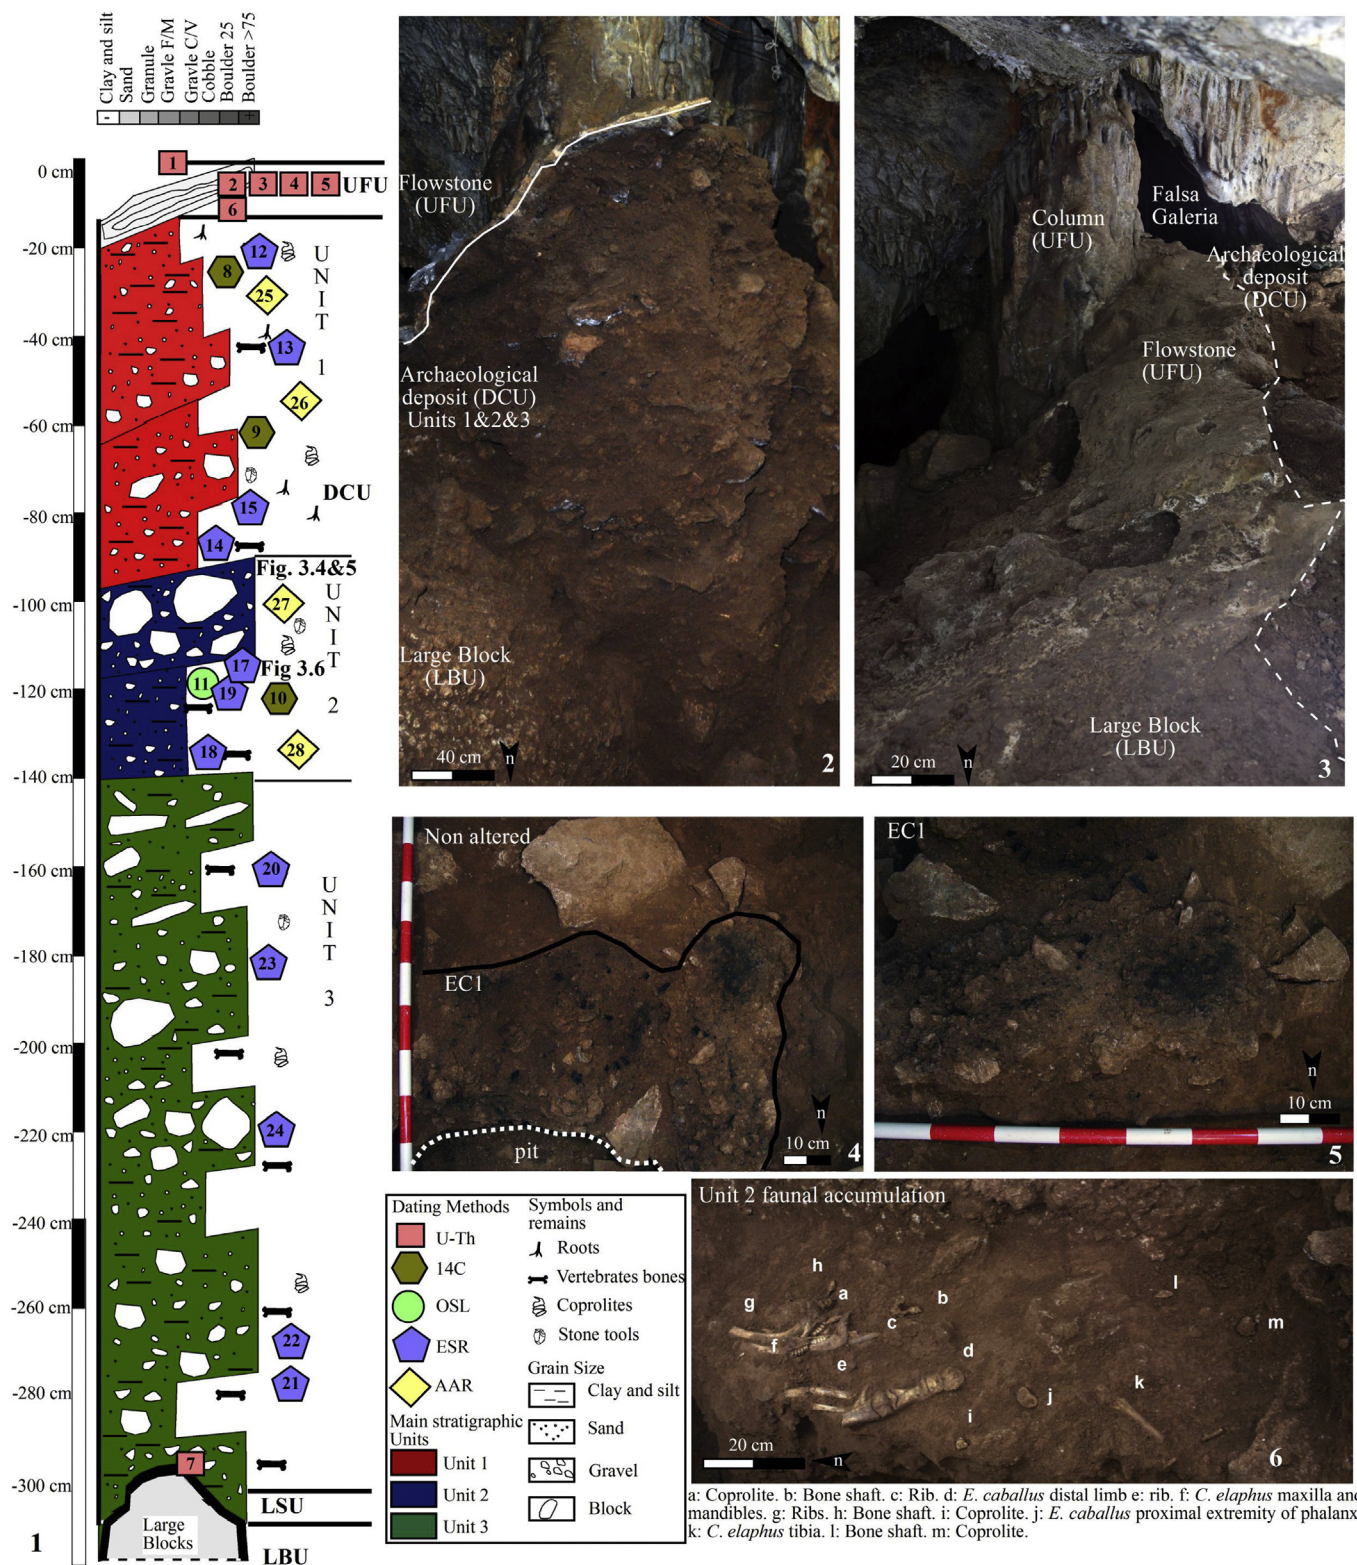 Clay and silt
Sand
Granule
Gravle F/M
Gravle C/V
Cobble
Boulder 25
Boulder >75
-
+
0 cm
-20 cm
-40 cm
-60 cm
-80 cm
-100 cm
-120 cm
-140 cm
-160 cm
-180 cm
-200 cm
-220 cm
-240 cm
-260 cm
-280 cm
-300 cm
1
2 3 4 5 UFU
6
12
8
25
13
26
9
15
14
UNIT 1
DCU
Fig. 3.4&5
27
17 Fig 3.6
11 19 10
18 28
UNIT 2
20
23
24
22
21
7
UNIT 3
LSU
Large
Blocks
LBU
1
Flowstone
(UFU)
Archaeological
deposit (DCU)
Units 1&2&3
Large Block
(LBU)
40 cm
n
2
Column
(UFU)
Falsa
Galeria
Archaeological
deposit
(DCU)
Flowstone
(UFU)
Large Block
(LBU)
20 cm
n
3
Non altered
EC1
pit
n
10 cm
4
EC1
n
10 cm
5
Dating Methods
U-Th
14C
OSL
ESR
AAR
Main stratigraphic
Units
Unit 1
Unit 2
Unit 3
Symbols and
remains
Roots
Vertebrates bones
Coprolites
Stone tools
Grain Size
Clay and silt
Sand
Gravel
Block
Unit 2 faunal accumulation
h
a
g
b
c
f
e
d
l
m
k
j
i
20 cm
n
6
a: Coprolite. b: Bone shaft. c: Rib. d: E. caballus distal limb e: rib. f: C. elaphus maxilla and
mandibles. g: Ribs. h: Bone shaft. i: Coprolite. j: E. caballus proximal extremity of phalanx
k: C. elaphus tibia. l: Bone shaft. m: Coprolite.